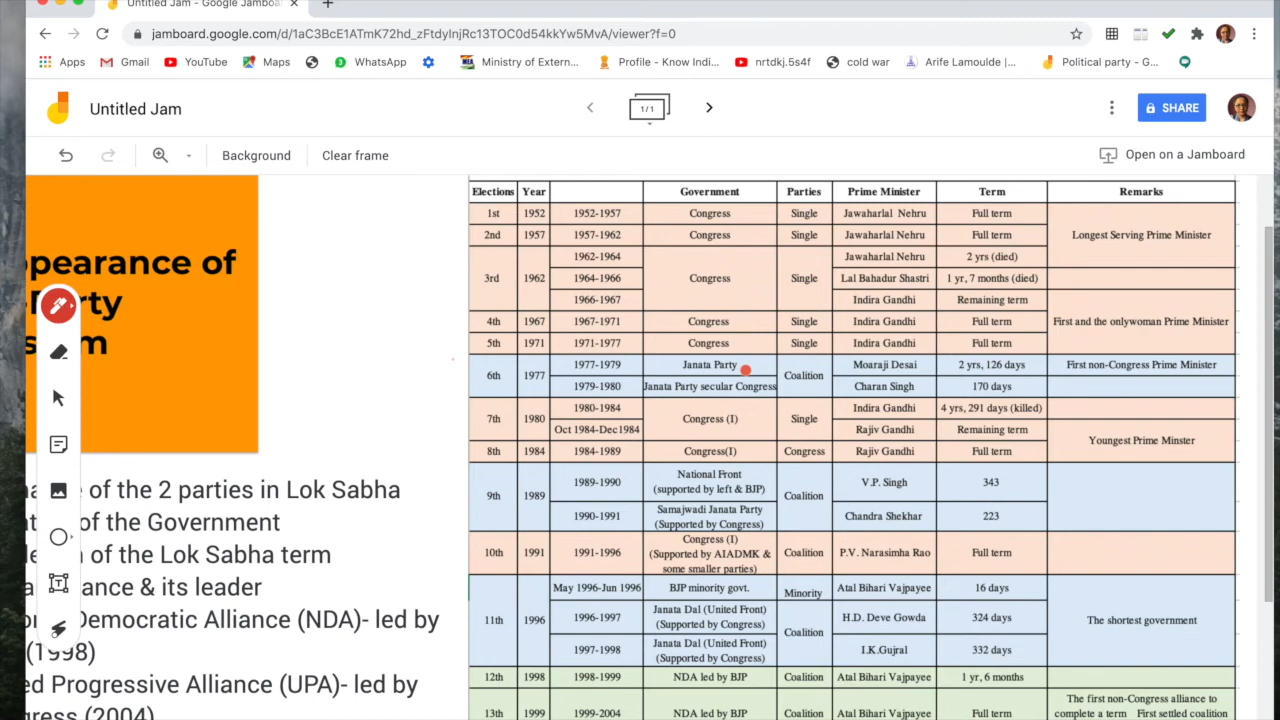 Untitled Jam - Google Jamboa
jamboard.google.com/d/1aC3BcE1ATmK72hd_zFtdyInjRc13TOC0d54kkYw5MvA/viewer?f=0
Apps Gmail YouTube Maps WhatsApp Ministry of Extern... Profile - Know Indi... nrtdkj.5s4f cold war Arife Lamoulde |... Political party - G...
Untitled Jam
1/1
SHARE
Background Clear frame
Open on a Jamboard
ppearance of
Party
m
of the 2 parties in Lok Sabha
of the Government
of the Lok Sabha term
ance & its leader
Democratic Alliance (NDA)- led by
(1998)
ed Progressive Alliance (UPA)- led by
gress (2004)
Elections Year Government Parties Prime Minister Term Remarks
1st 1952 1952-1957 Congress Single Jawaharlal Nehru Full term
2nd 1957 1957-1962 Congress Single Jawaharlal Nehru Full term Longest Serving Prime Minister
1962-1964 Jawaharlal Nehru 2 yrs (died)
3rd 1962 1964-1966 Congress Single Lal Bahadur Shastri 1 yr, 7 months (died)
1966-1967 Indira Gandhi Remaining term
4th 1967 1967-1971 Congress Single Indira Gandhi Full term First and the onlywoman Prime Minister
5th 1971 1971-1977 Congress Single Indira Gandhi Full term
6th 1977 1977-1979 Janata Party Coalition Moaraji Desai 2 yrs, 126 days First non-Congress Prime Minister
1979-1980 Janata Party secular Congress Charan Singh 170 days
7th 1980 1980-1984 Congress (I) Single Indira Gandhi 4 yrs, 291 days (killed)
Oct 1984-Dec1984 Rajiv Gandhi Remaining term Youngest Prime Minster
8th 1984 1984-1989 Congress(I) Congress Rajiv Gandhi Full term
9th 1989 1989-1990 National Front Coalition V.P. Singh 343
(supported by left & BJP)
1990-1991 Samajwadi Janata Party Chandra Shekhar 223
(Supported by Congress)
10th 1991 1991-1996 Congress (I) Coalition P.V. Narasimha Rao Full term
(Supported by AIADMK &
some smaller parties)
11th 1996 May 1996-Jun 1996 BJP minority govt. Minority Atal Bihari Vajpayee 16 days The shortest government
1996-1997 Janata Dal (United Front) Coalition H.D. Deve Gowda 324 days
(Supported by Congress)
1997-1998 Janata Dal (United Front) I.K.Gujral 332 days
(Supported by Congress)
12th 1998 1998-1999 NDA led by BJP Coalition Atal Bihari Vajpayee 1 yr, 6 months
13th 1999 1999-2004 NDA led by BJP Coalition Atal Bihari Vajpayee Full term The first non-Congress alliance to
complete a term First settled coalition